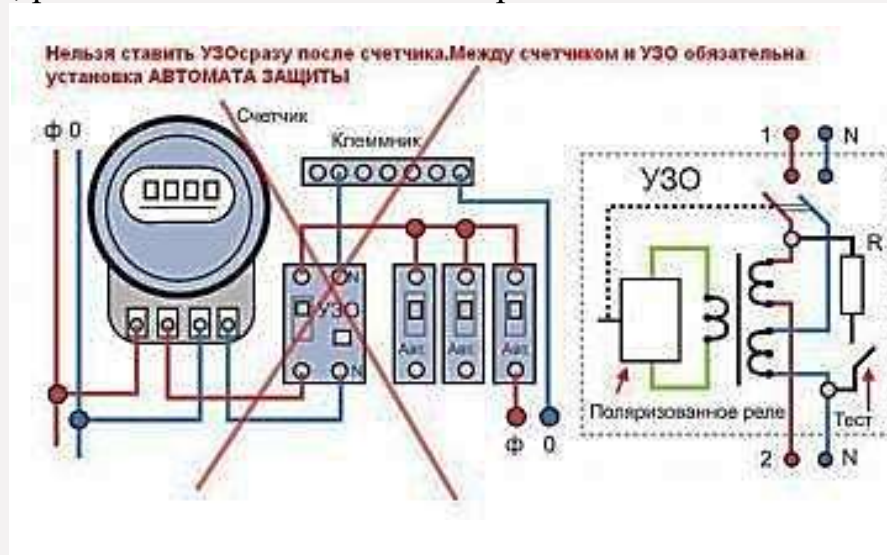 Нельзя ставить УЗОсразу после счетчика.Между счетчиком и УЗО обязательна
установка АВТОМАТА ЗАЩИТЫ
Счетчик
ф 0
Клеммник
N
УЗО
Авт.
Авт.
Авт.
N
ф 0
1 N
УЗО
R
Поляризованное реле
Тест
2 N